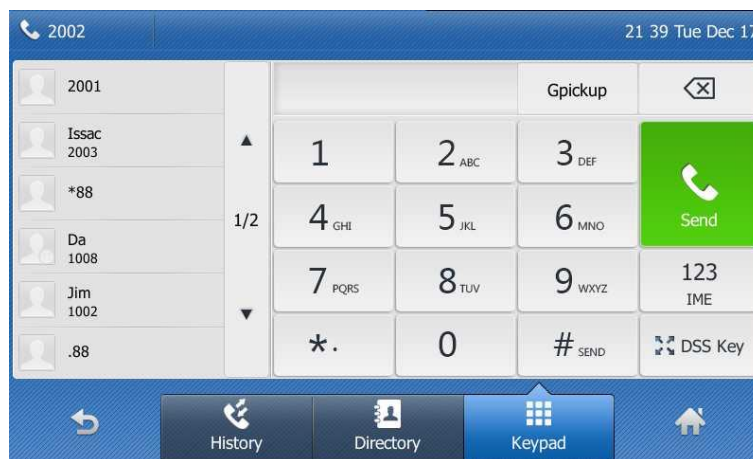 2002
21 39 Tue Dec 17
2001
Issac
2003
*88
Da
1008
Jim
1002
.88
1/2
Gpickup
1
2 ABC
3 DEF
Send
4 GHI
5 JKL
6 MNO
7 PQRS
8 TUV
9 WXYZ
123
IME
*.
0
# SEND
DSS Key
History
Directory
Keypad